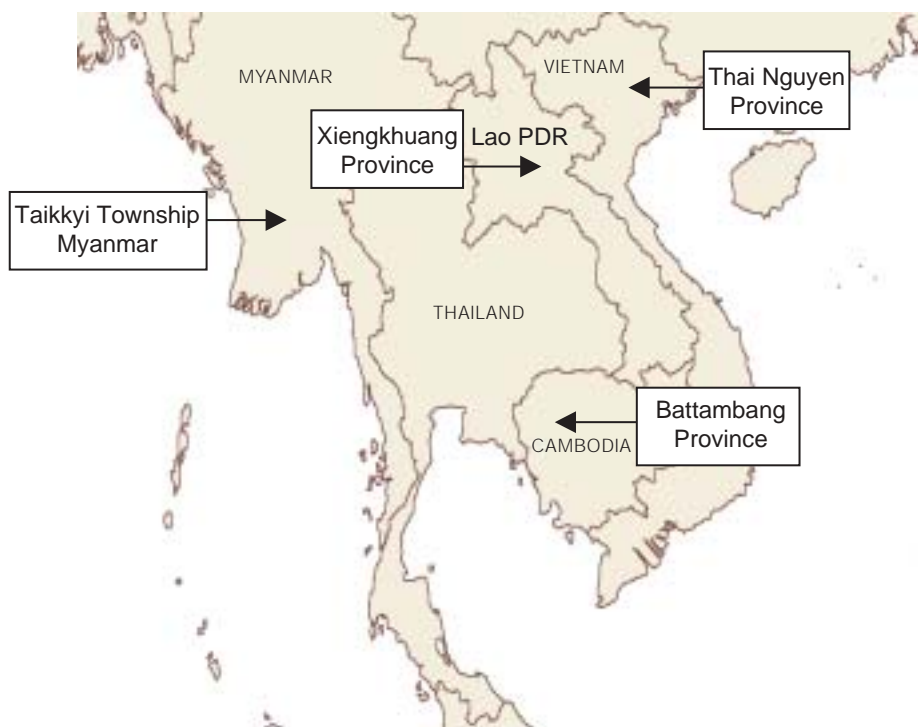 MYANMAR
VIETNAM
Thai Nguyen
Province
Xiengkhuang
Province
Lao PDR
Taikkyi Township
Myanmar
THAILAND
Battambang
Province
CAMBODIA